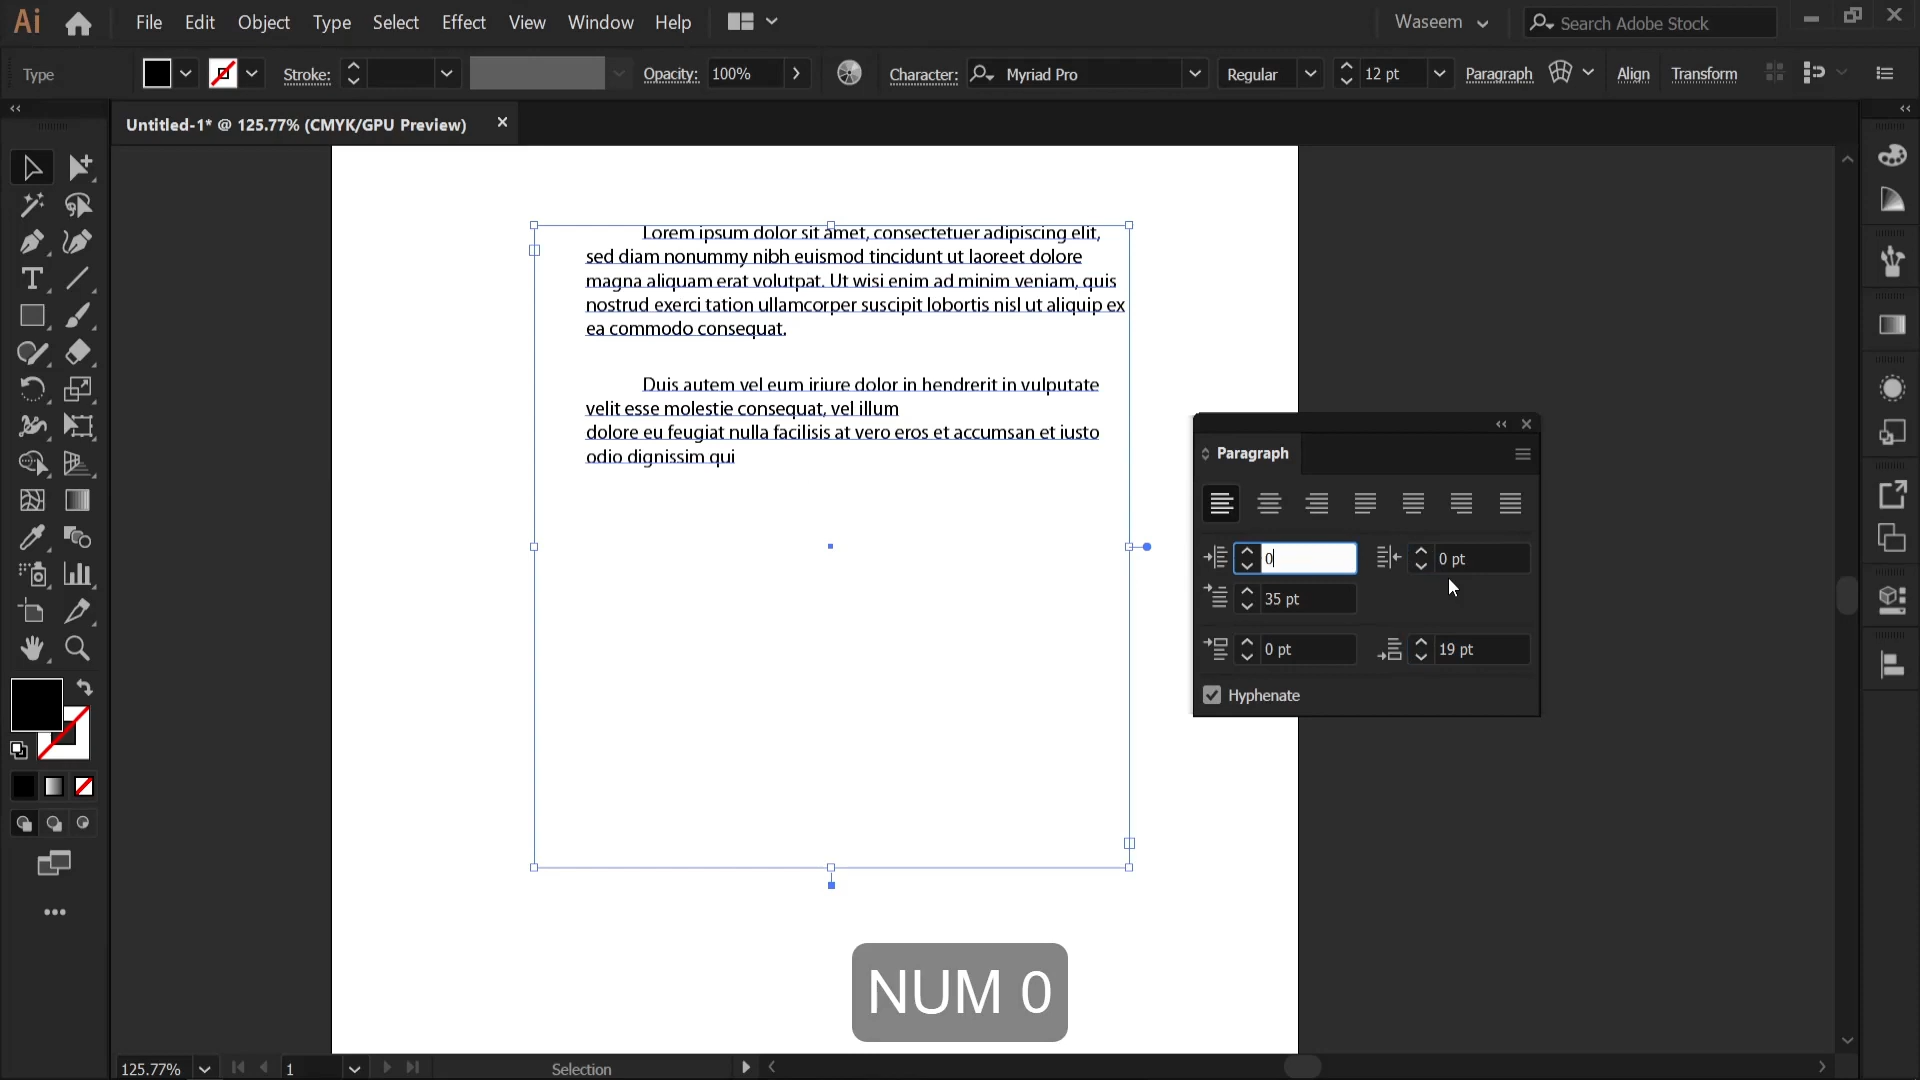 Ai File Edit Object Type Select Effect View Window Help Waseem Search Adobe Stock
Type Stroke: Opacity: 100% Character: Myriad Pro Regular 12 pt Paragraph Align Transform
Untitled-1* @ 125.77% (CMYK/GPU Preview)
Lorem ipsum dolor sit amet, consectetuer adipiscing elit,
sed diam nonummy nibh euismod tincidunt ut laoreet dolore
magna aliquam erat volutpat. Ut wisi enim ad minim veniam, quis
nostrud exerci tation ullamcorper suscipit lobortis nisl ut aliquip ex
ea commodo consequat.
Duis autem vel eum iriure dolor in hendrerit in vulputate
velit esse molestie consequat, vel illum
dolore eu feugiat nulla facilisis at vero eros et accumsan et iusto
odio dignissim qui
Paragraph
0 0 pt
35 pt
0 pt 19 pt
Hyphenate
NUM 0
125.77% 1 Selection